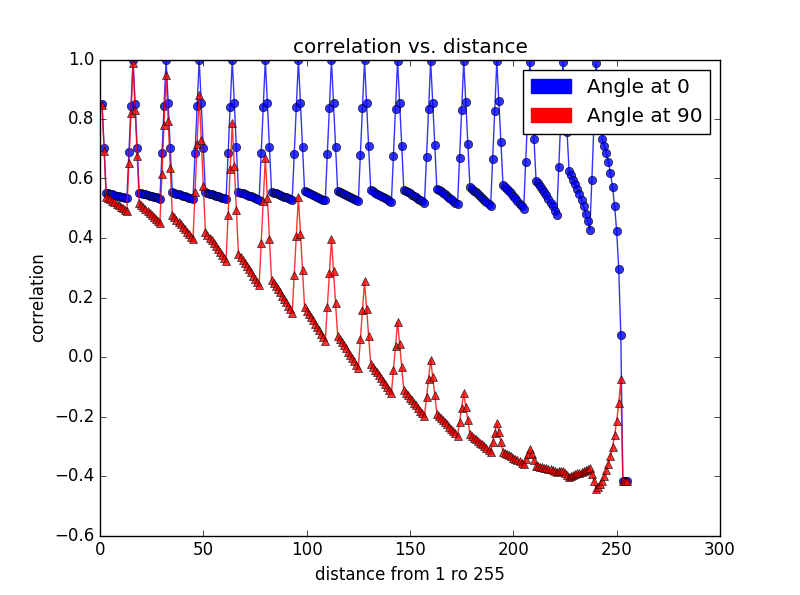 correlation vs. distance
1.0
0.8
0.6
0.4
0.2
0.0
−0.2
−0.4
−0.6
correlation
Angle at 0
Angle at 90
0 50 100 150 200 250 300
distance from 1 ro 255